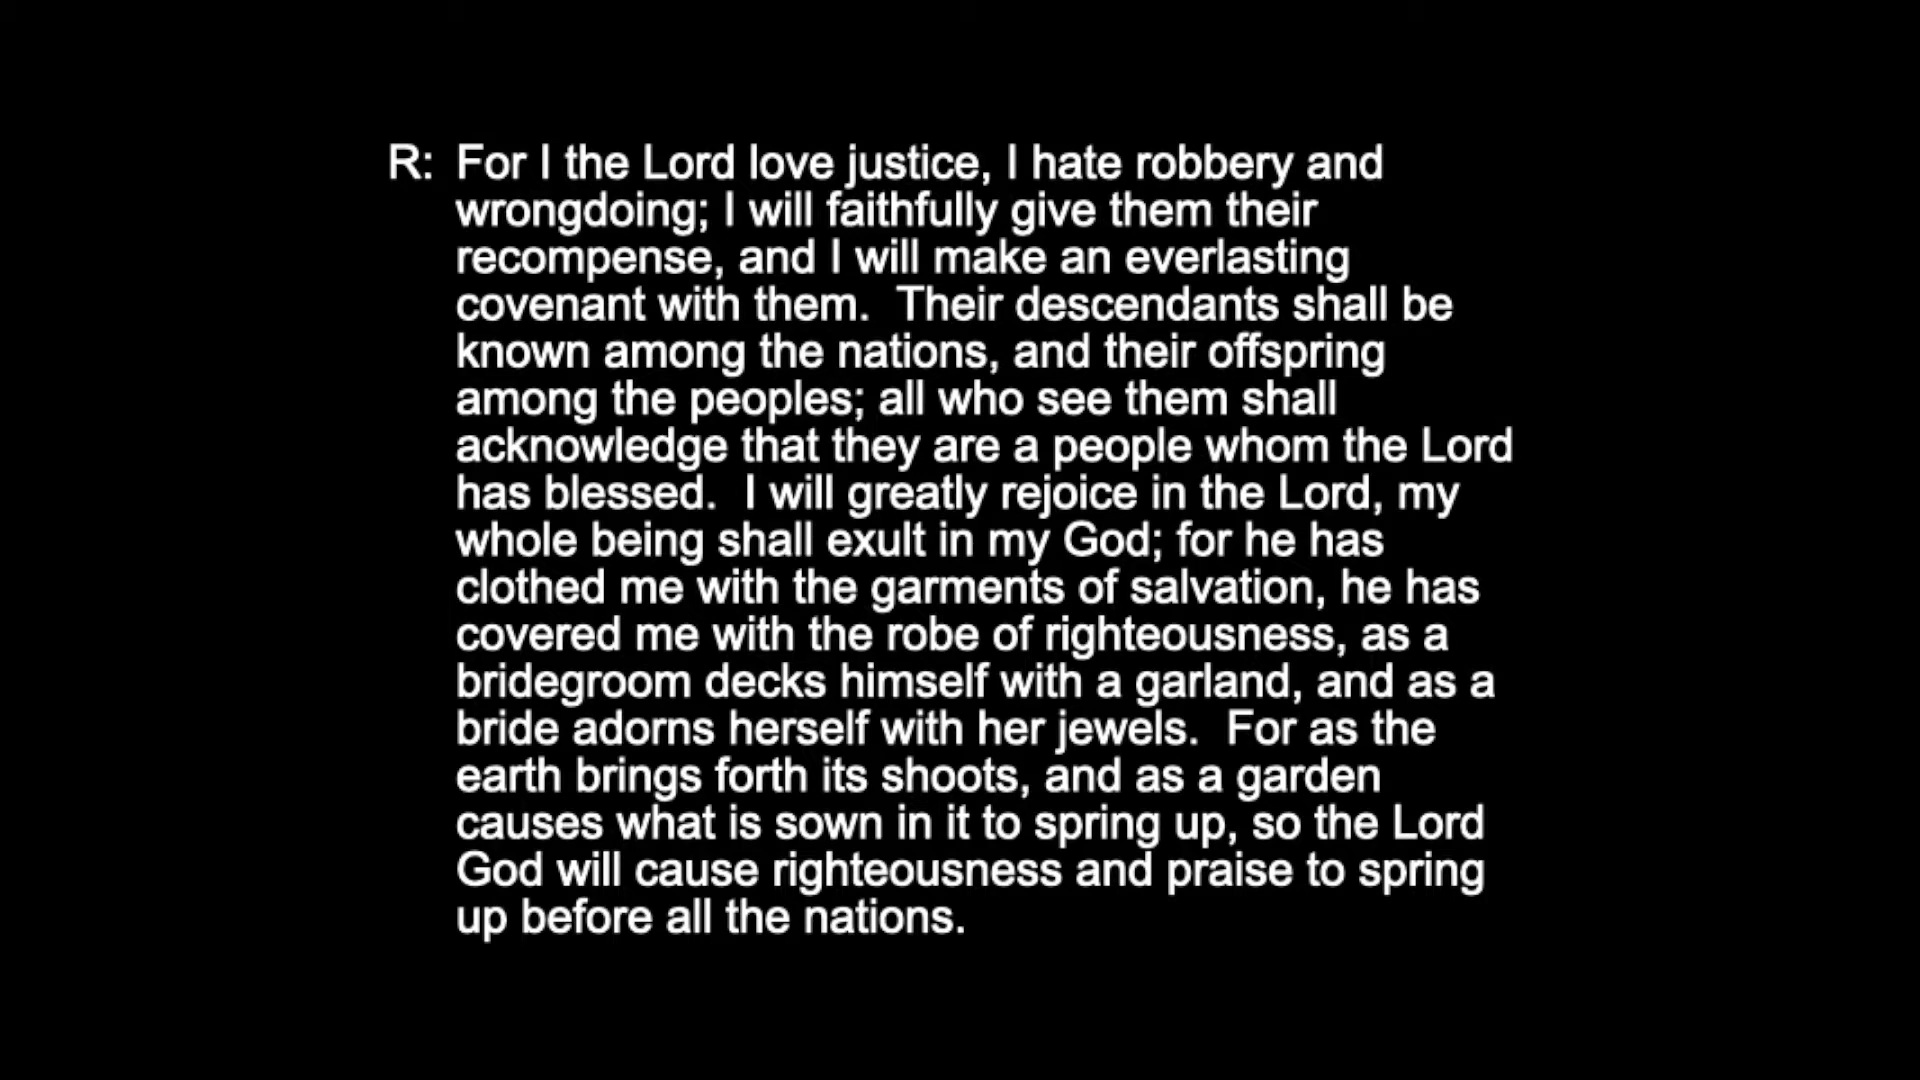 R: For I the Lord love justice, I hate robbery and
wrongdoing; I will faithfully give them their
recompense, and I will make an everlasting
covenant with them.  Their descendants shall be
known among the nations, and their offspring
among the peoples; all who see them shall
acknowledge that they are a people whom the Lord
has blessed.  I will greatly rejoice in the Lord, my
whole being shall exult in my God; for he has
clothed me with the garments of salvation, he has
covered me with the robe of righteousness, as a
bridegroom decks himself with a garland, and as a
bride adorns herself with her jewels.  For as the
earth brings forth its shoots, and as a garden
causes what is sown in it to spring up, so the Lord
God will cause righteousness and praise to spring
up before all the nations.